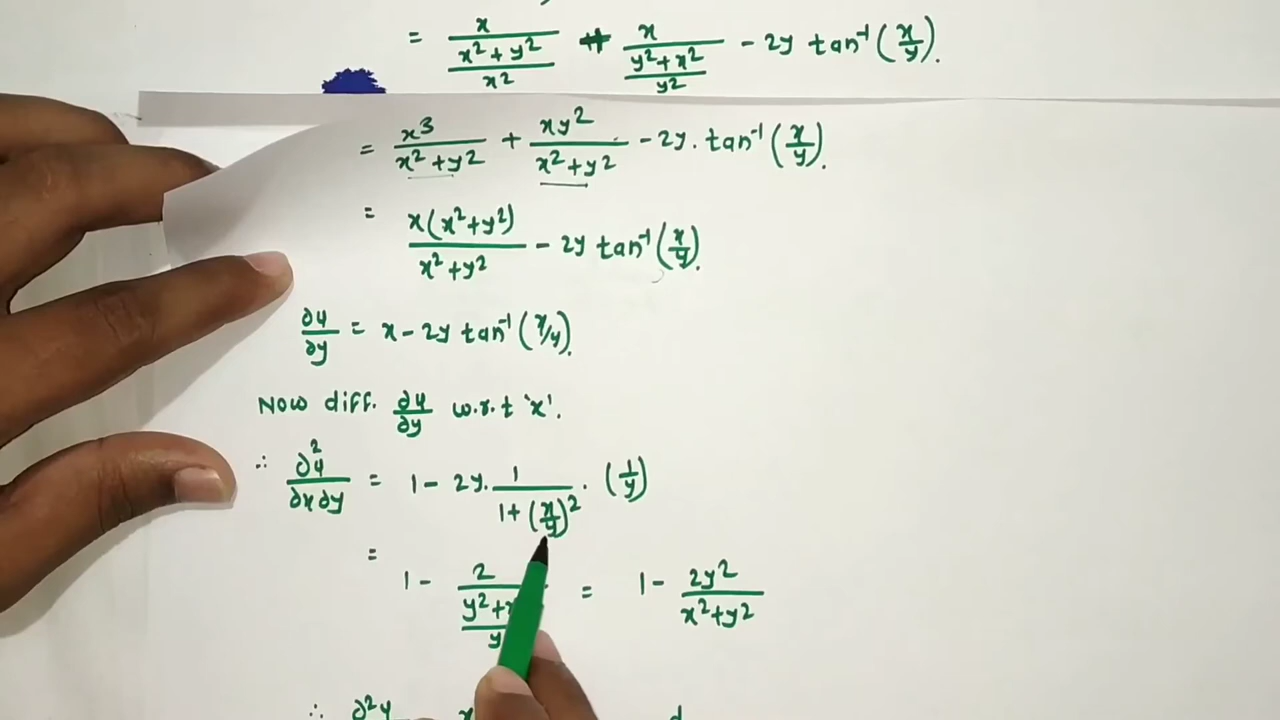 = x/((x²+y²)/x²) + x/((y²+x²)/y²) - 2y tan⁻¹(x/y).
= x³/(x²+y²) + xy²/(x²+y²) - 2y. tan⁻¹(x/y).
= x(x²+y²)/(x²+y²) - 2y tan⁻¹(x/y).
∂u/∂y = x - 2y tan⁻¹(x/y).
Now diff. ∂u/∂y w.r.t 'x'.
∴ ∂²u/∂x∂y = 1 - 2y. 1/(1+(x/y)²) . (1/y)
= 1 - 2/((y²+x)/y) = 1 - 2y²/(x²+y²)
∴ ∂²u